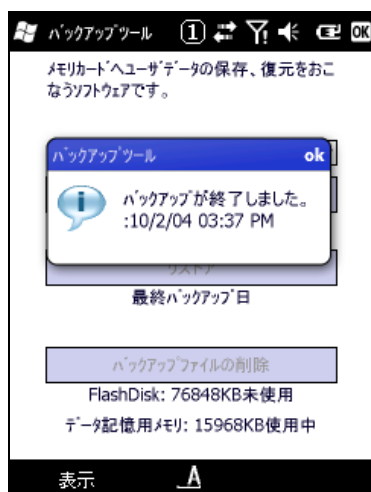 ﾊﾞｯｸｱｯﾌﾟﾂｰﾙ 1 OK
ﾒﾓﾘｶｰﾄﾞへﾕｰｻﾞﾃﾞｰﾀの保存、復元をおこ
なうｿﾌﾄｳｪｱです。
ﾊﾞｯｸｱｯﾌﾟﾂｰﾙ ok
ﾊﾞｯｸｱｯﾌﾟが終了しました。
:10/2/04 03:37 PM
ﾘｽﾄｱ
最終ﾊﾞｯｸｱｯﾌﾟ日
ﾊﾞｯｸｱｯﾌﾟﾌｧｲﾙの削除
FlashDisk: 76848KB未使用
ﾃﾞｰﾀ記憶用ﾒﾓﾘ: 15968KB使用中
表示 A